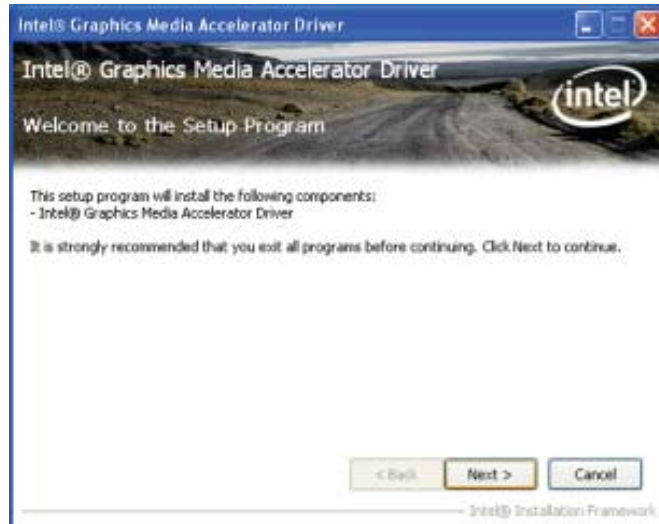 Intel® Graphics Media Accelerator Driver
Intel® Graphics Media Accelerator Driver
intel
Welcome to the Setup Program
This setup program will install the following components:
- Intel® Graphics Media Accelerator Driver
It is strongly recommended that you exit all programs before continuing. Click Next to continue.
< Back Next > Cancel
Intel® Installation Framework